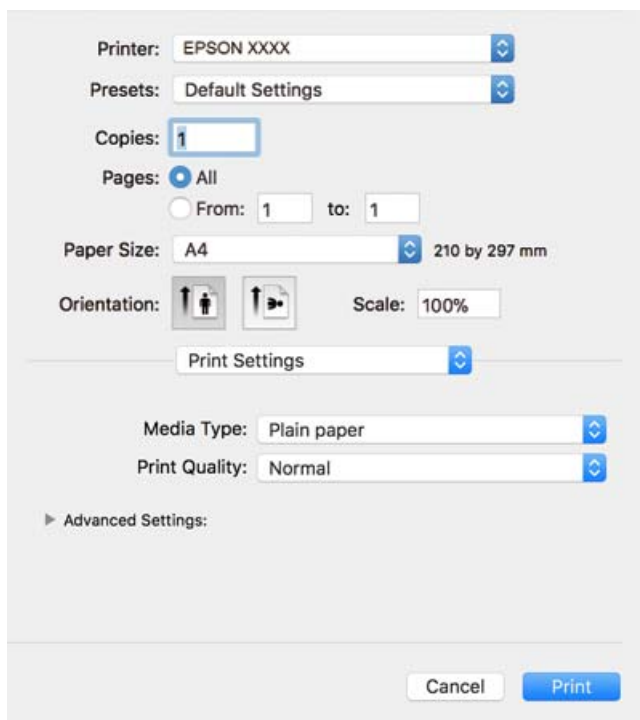 Printer: EPSON XXXX
Presets: Default Settings
Copies: 1
Pages: All
From: 1 to: 1
Paper Size: A4 210 by 297 mm
Orientation: Scale: 100%
Print Settings
Media Type: Plain paper
Print Quality: Normal
Advanced Settings:
Cancel Print